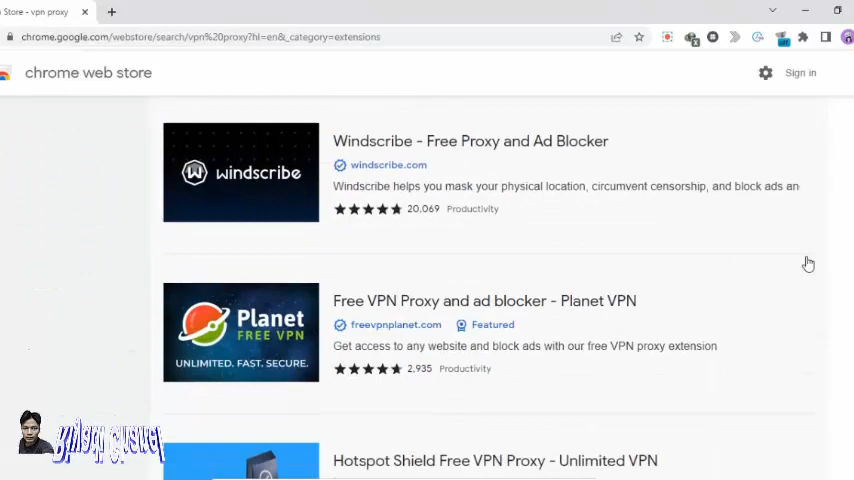 Store - vpn proxy
chrome.google.com/webstore/search/vpn%20proxy?hl=en&_category=extensions
chrome web store
Sign in
windscribe
Windscribe - Free Proxy and Ad Blocker
windscribe.com
Windscribe helps you mask your physical location, circumvent censorship, and block ads an
20,069 Productivity
Planet
FREE VPN
UNLIMITED. FAST. SECURE.
Free VPN Proxy and ad blocker - Planet VPN
freevpnplanet.com Featured
Get access to any website and block ads with our free VPN proxy extension
2,935 Productivity
Hotspot Shield Free VPN Proxy - Unlimited VPN